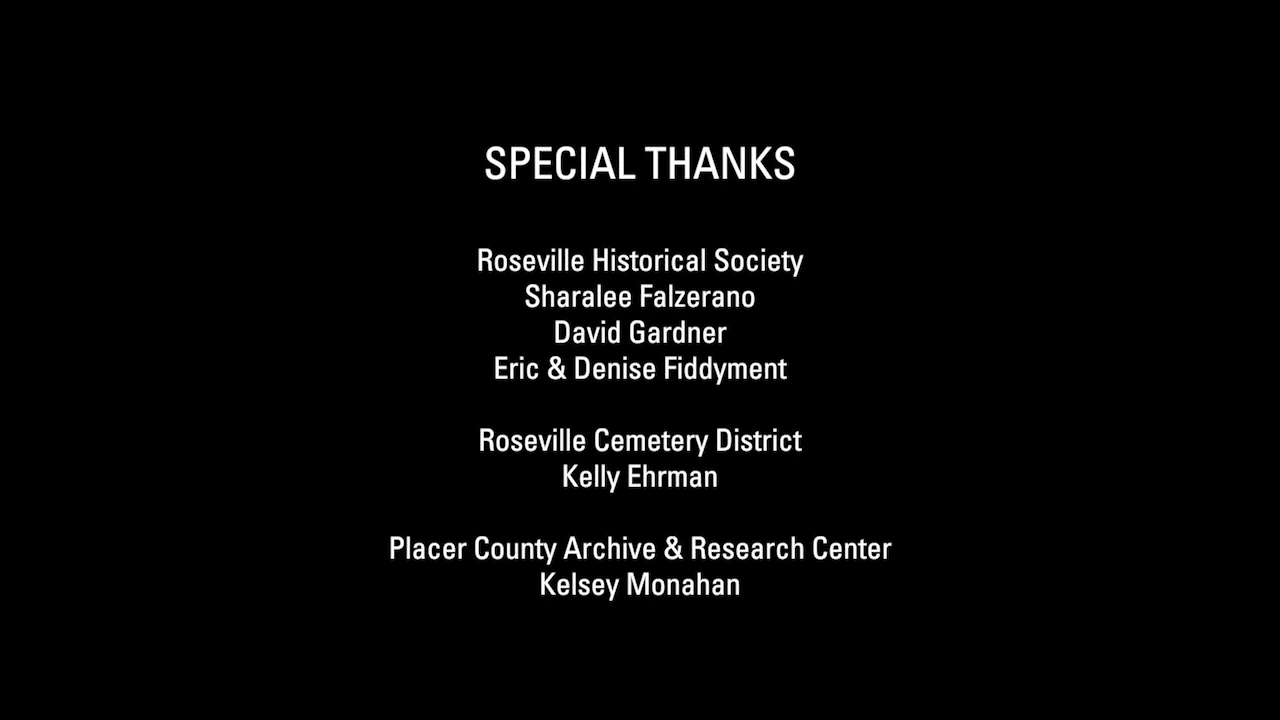 SPECIAL THANKS
Roseville Historical Society
Sharalee Falzerano
David Gardner
Eric & Denise Fiddyment
Roseville Cemetery District
Kelly Ehrman
Placer County Archive & Research Center
Kelsey Monahan